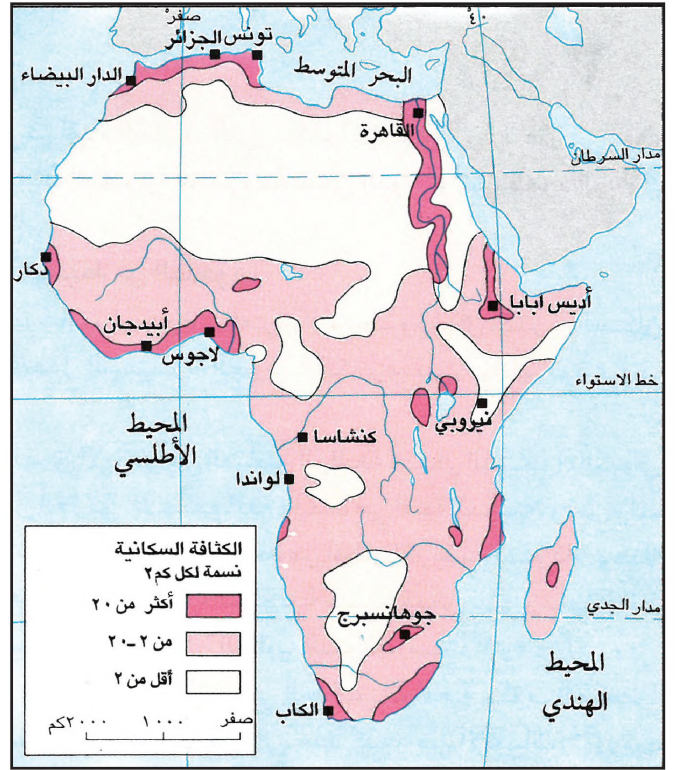 صفر
٤٠
تونس
الجزائر
الدار البيضاء
البحر المتوسط
القاهرة
مدار السرطان
دكار
أديس ابابا
أبيدجان
لاجوس
خط الاستواء
نيروبي
المحيط
الأطلسي
كنشاسا
لواندا
الكثافة السكانية
نسمة لكل كم٢
أكثر من ٢٠
من ٢-٢٠
أقل من ٢
صفر ١٠٠٠ ٢٠٠٠كم
مدار الجدي
جوهانسبرج
المحيط
الهندي
الكاب